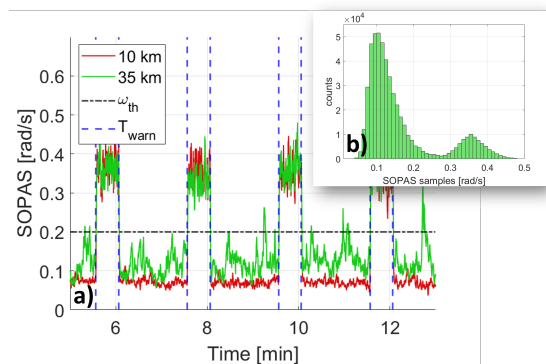 0.6
0.5
0.4
0.3
0.2
0.1
0
SOPAS [rad/s]
10 km
35 km
ω_th
T_warn
a)
6
8
10
12
Time [min]
×10^4
5
4
3
2
1
0
counts
b)
0.1
0.2
0.3
0.4
0.5
SOPAS samples [rad/s]